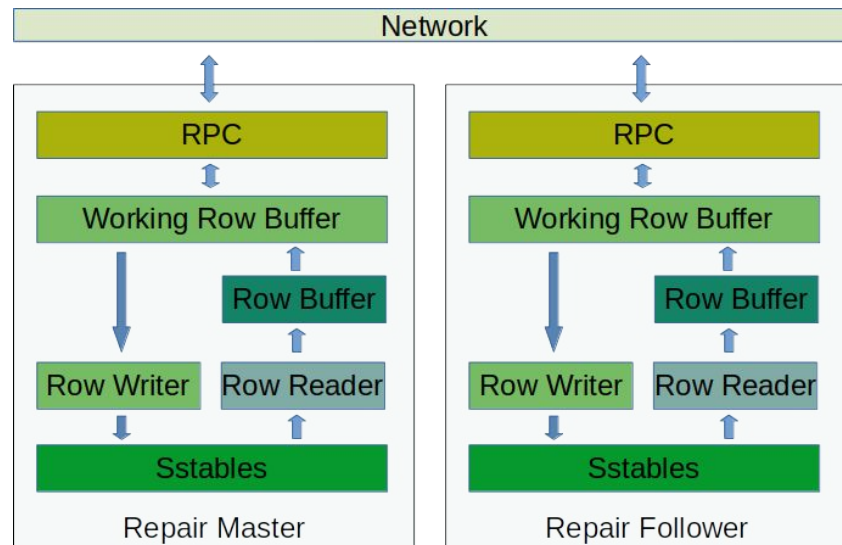 Network
RPC
Working Row Buffer
Row Buffer
Row Writer
Row Reader
Sstables
Repair Master
RPC
Working Row Buffer
Row Buffer
Row Writer
Row Reader
Sstables
Repair Follower